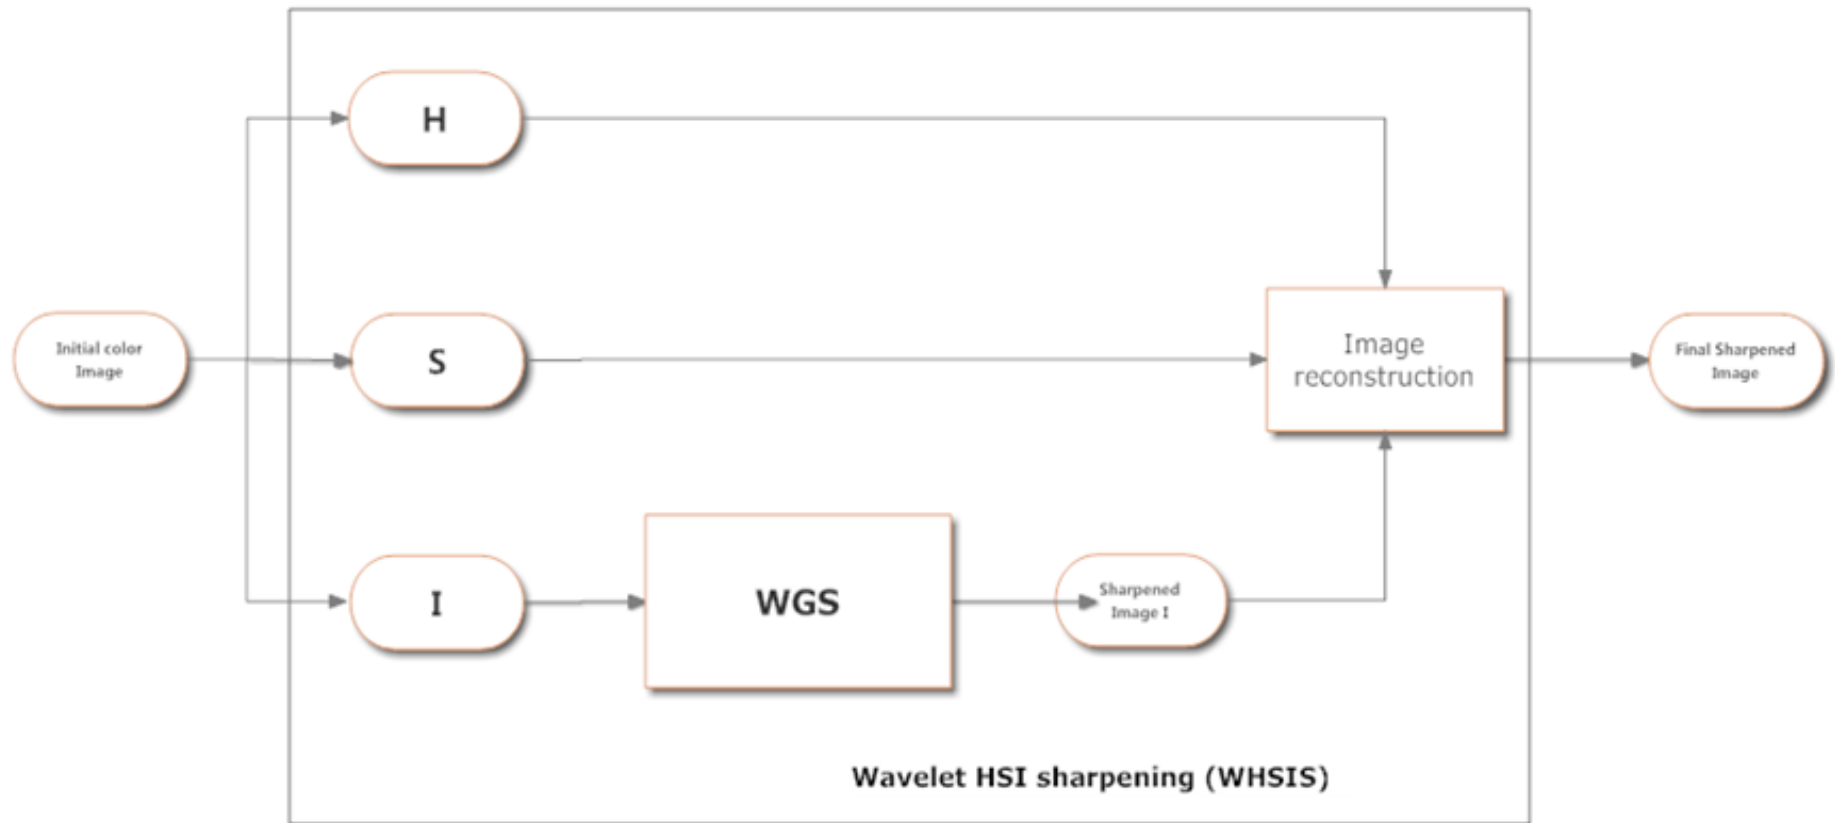 H
Initial color
Image
S
Image
reconstruction
Final Sharpened
Image
I
WGS
Sharpened
Image I
Wavelet HSI sharpening (WHSIS)